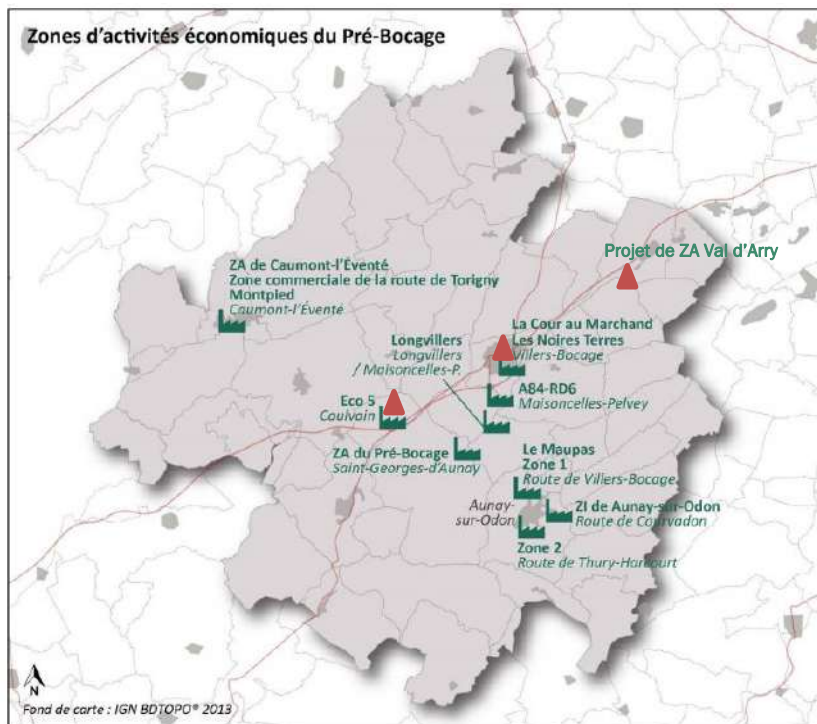 Zones d'activités économiques du Pré-Bocage
Projet de ZA Val d'Arry
ZA de Caumont-l'Éventé
Zone commerciale de la route de Torigny
Montpied
Caumont-l'Éventé
La Cour au Marchand
Les Noires Terres
Villers-Bocage
Longvillers
Longvillers
/ Maisoncelles-P.
A84-RD6
Maisoncelles-Pelvey
Eco 5
Coulvain
ZA du Pré-Bocage
Saint-Georges-d'Aunay
Le Maupas
Zone 1
Route de Villers-Bocage
Aunay-
sur-Odon
ZI de Aunay-sur-Odon
Route de Courvadon
Zone 2
Route de Thury-Harcourt
N
Fond de carte : IGN BDTOPO® 2013